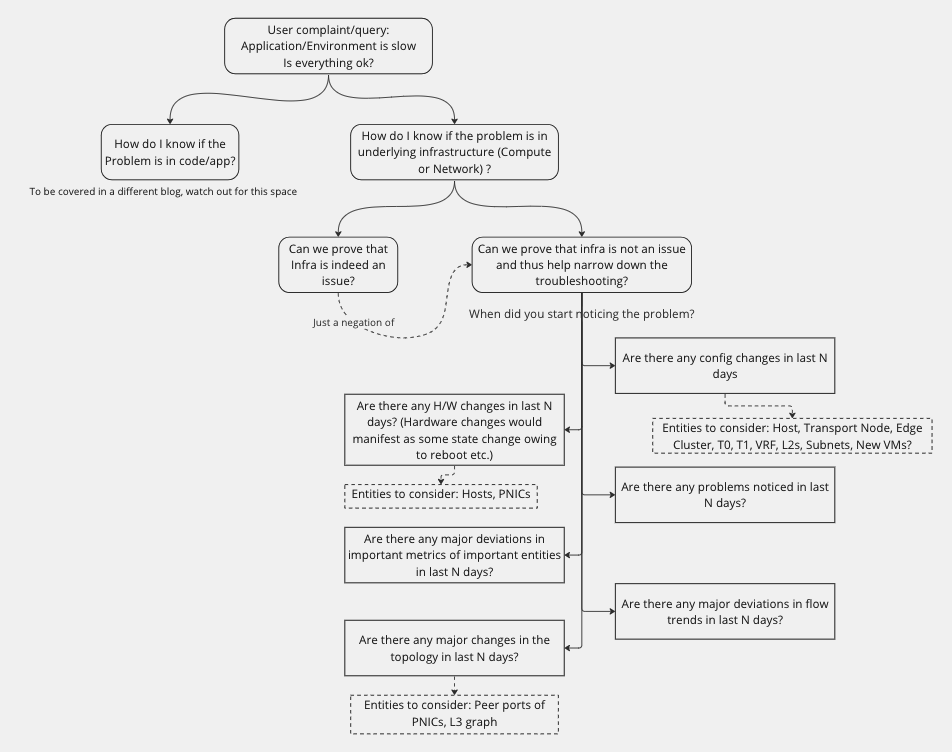 User complaint/query:
Application/Environment is slow
Is everything ok?
How do I know if the
Problem is in code/app?
To be covered in a different blog, watch out for this space
How do I know if the problem is in
underlying infrastructure (Compute
or Network) ?
Can we prove that
Infra is indeed an
issue?
Can we prove that infra is not an issue
and thus help narrow down the
troubleshooting?
Just a negation of
When did you start noticing the problem?
Are there any config changes in last N
days
Entities to consider: Host, Transport Node, Edge
Cluster, T0, T1, VRF, L2s, Subnets, New VMs?
Are there any H/W changes in last N
days? (Hardware changes would
manifest as some state change owing
to reboot etc.)
Entities to consider: Hosts, PNICs
Are there any problems noticed in last
N days?
Are there any major deviations in
important metrics of important entities
in last N days?
Are there any major deviations in flow
trends in last N days?
Are there any major changes in the
topology in last N days?
Entities to consider: Peer ports of
PNICs, L3 graph